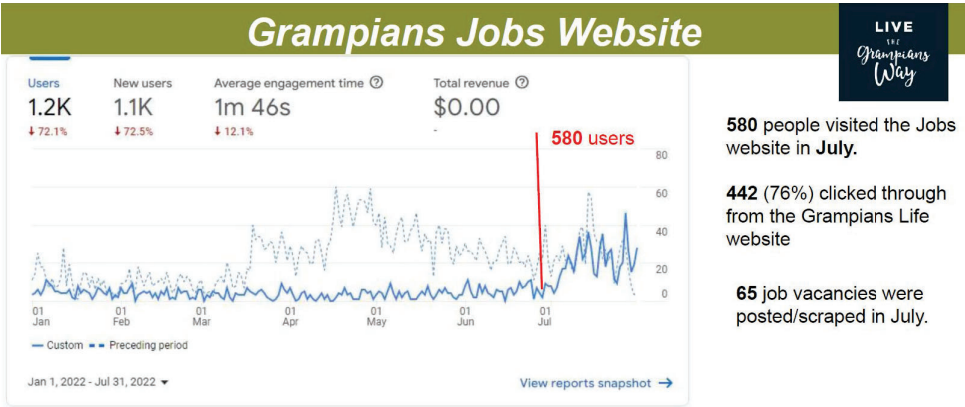 Grampians Jobs Website
LIVE
THE
Grampians
Way
Users
New users
Average engagement time
Total revenue
1.2K
1.1K
1m 46s
$0.00
↓ 72.1%
↓ 72.5%
↓ 12.1%
-
580 users
80
60
40
20
0
01
Jan
01
Feb
01
Mar
01
Apr
01
May
01
Jun
01
Jul
Custom
Preceding period
Jan 1, 2022 - Jul 31, 2022
View reports snapshot →
580 people visited the Jobs
website in July.
442 (76%) clicked through
from the Grampians Life
website
65 job vacancies were
posted/scraped in July.